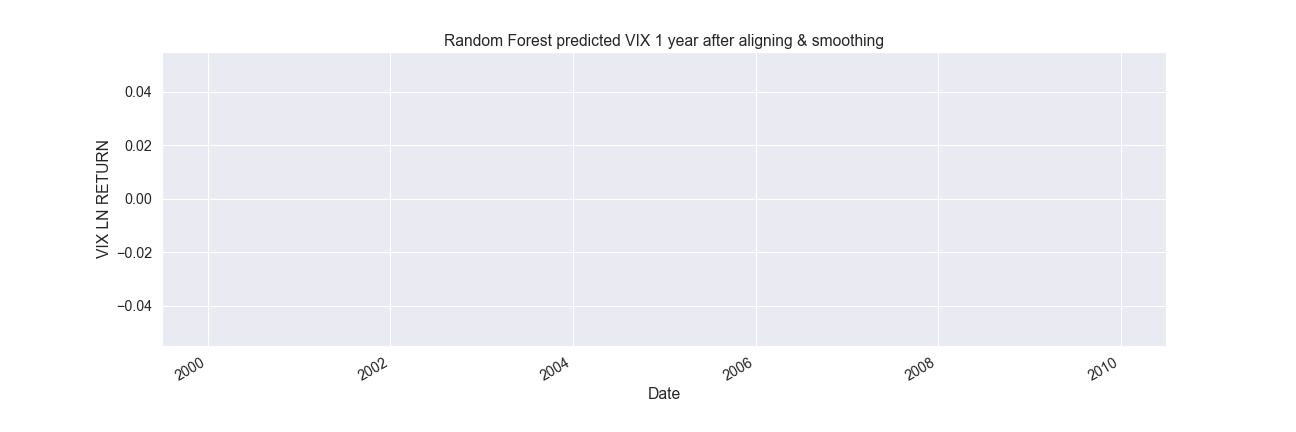 Random Forest predicted VIX 1 year after aligning & smoothing
0.04
0.02
0.00
−0.02
−0.04
VIX LN RETURN
2000 2002 2004 2006 2008 2010
Date